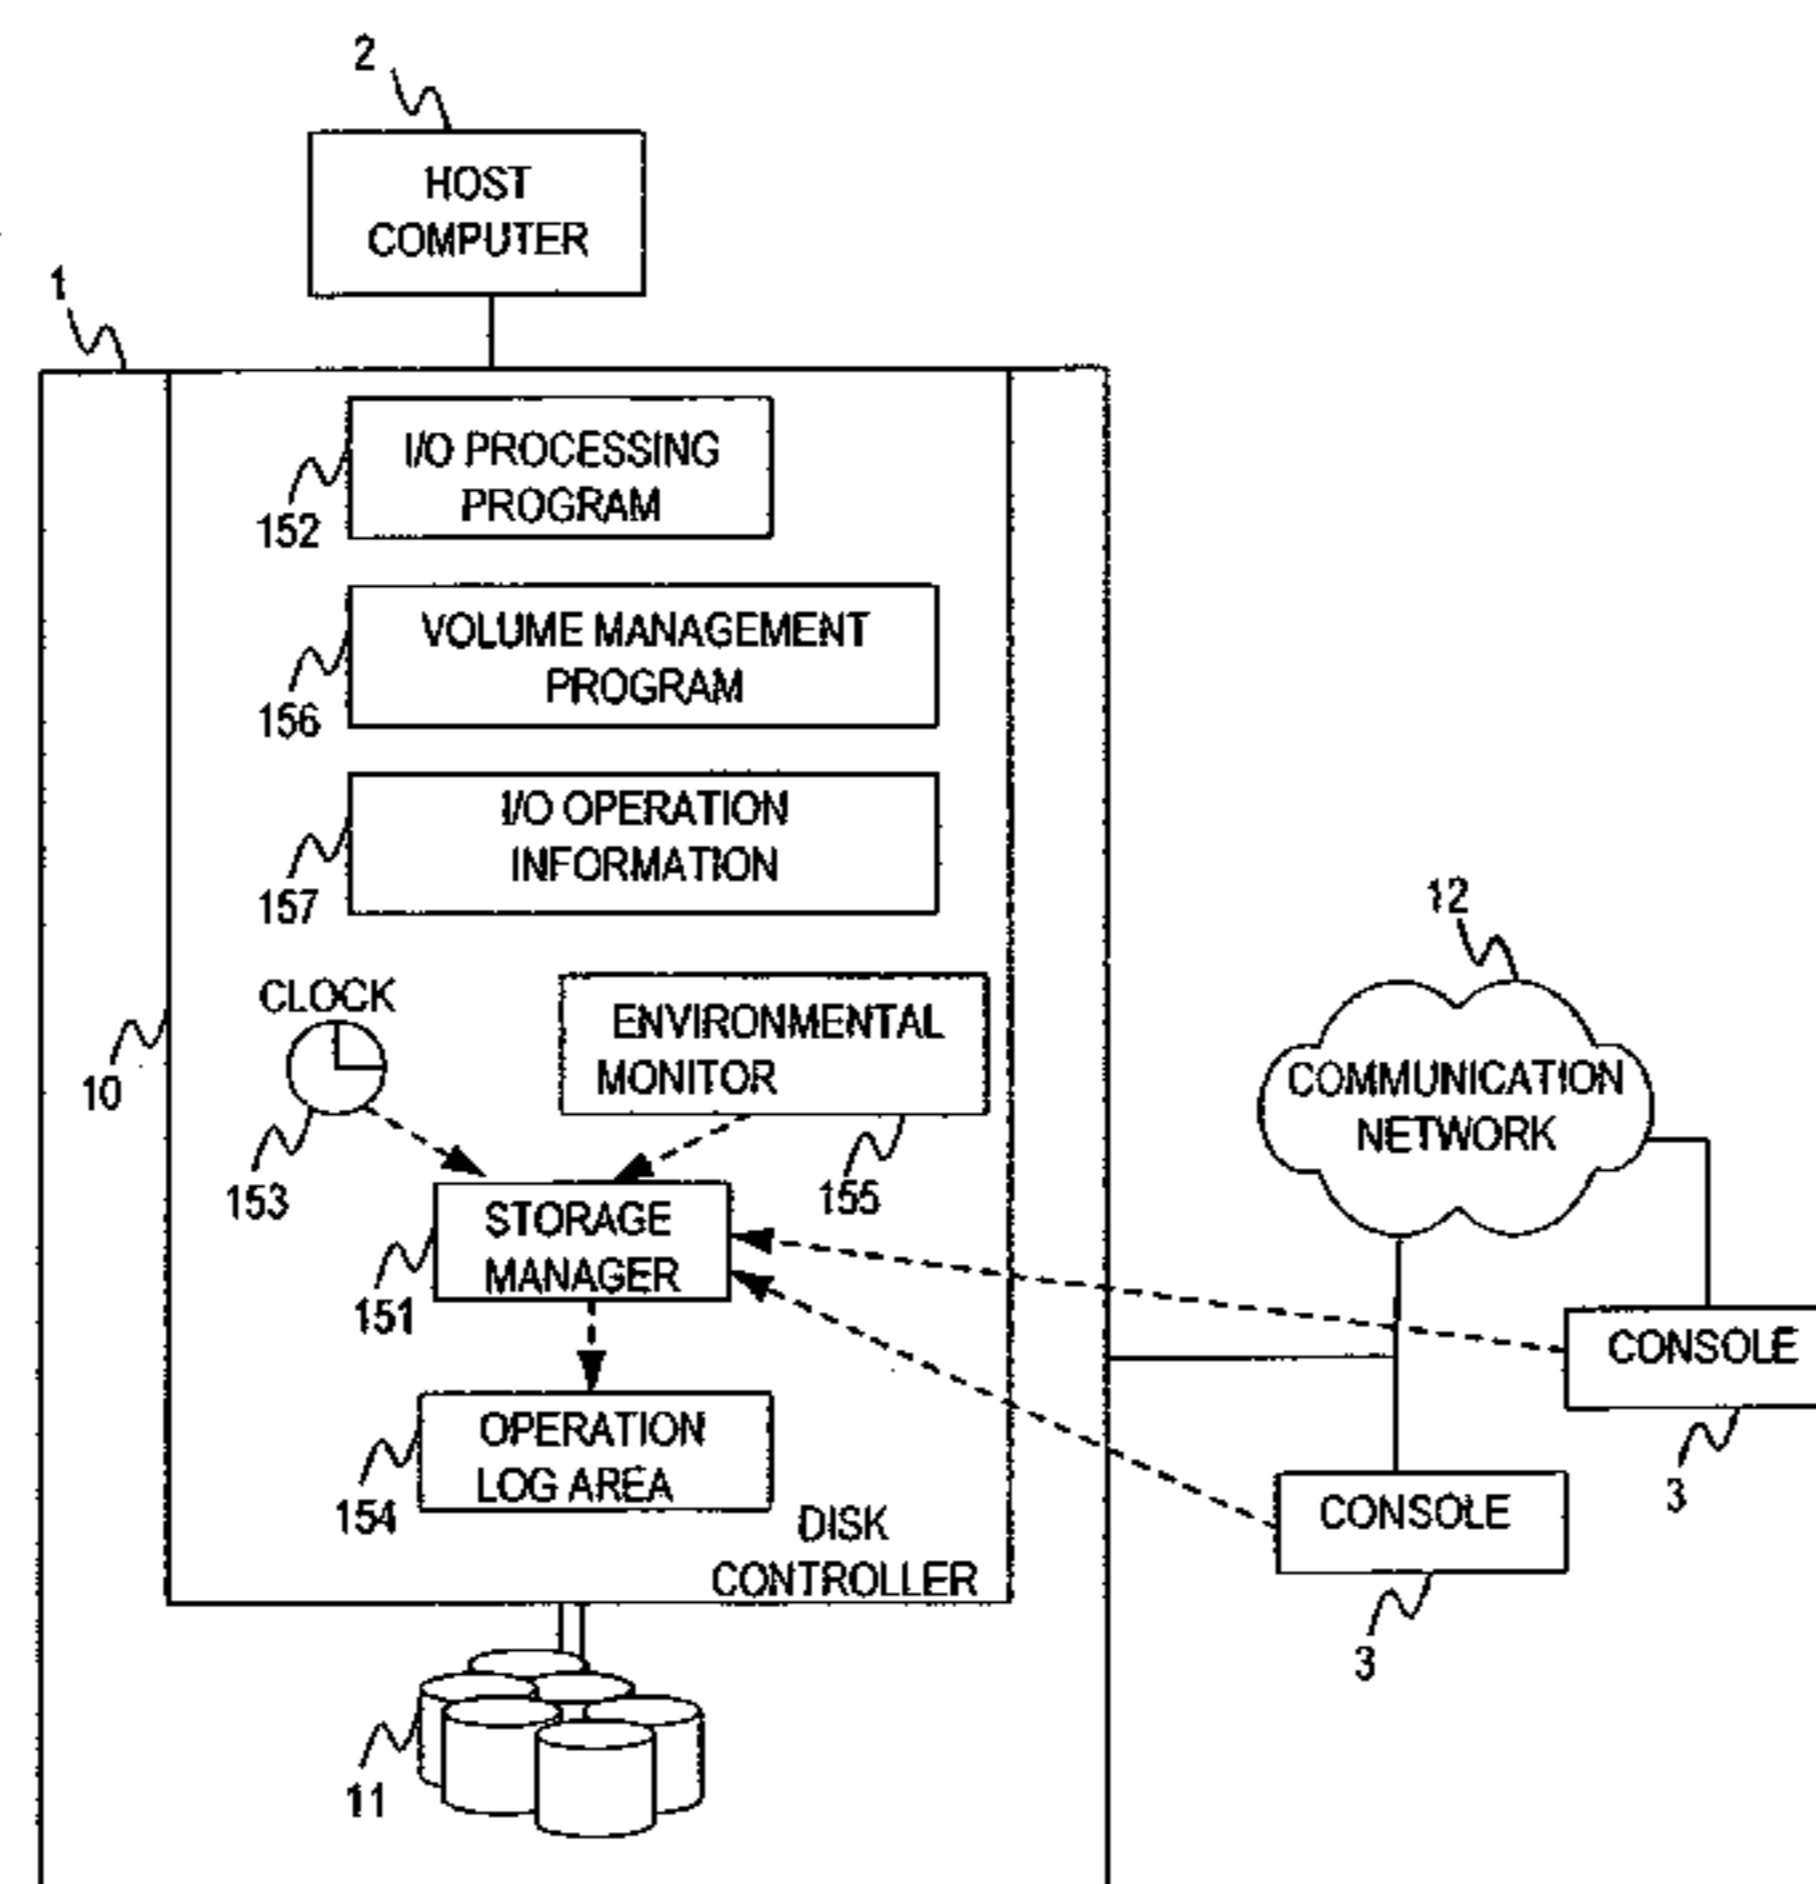 2
HOST
COMPUTER
1
I/O PROCESSING
PROGRAM
152
VOLUME MANAGEMENT
PROGRAM
156
I/O OPERATION
INFORMATION
157
12
CLOCK
ENVIRONMENTAL
MONITOR
10
COMMUNICATION
NETWORK
153
155
STORAGE
MANAGER
151
CONSOLE
3
OPERATION
LOG AREA
154
CONSOLE
3
DISK
CONTROLLER
11